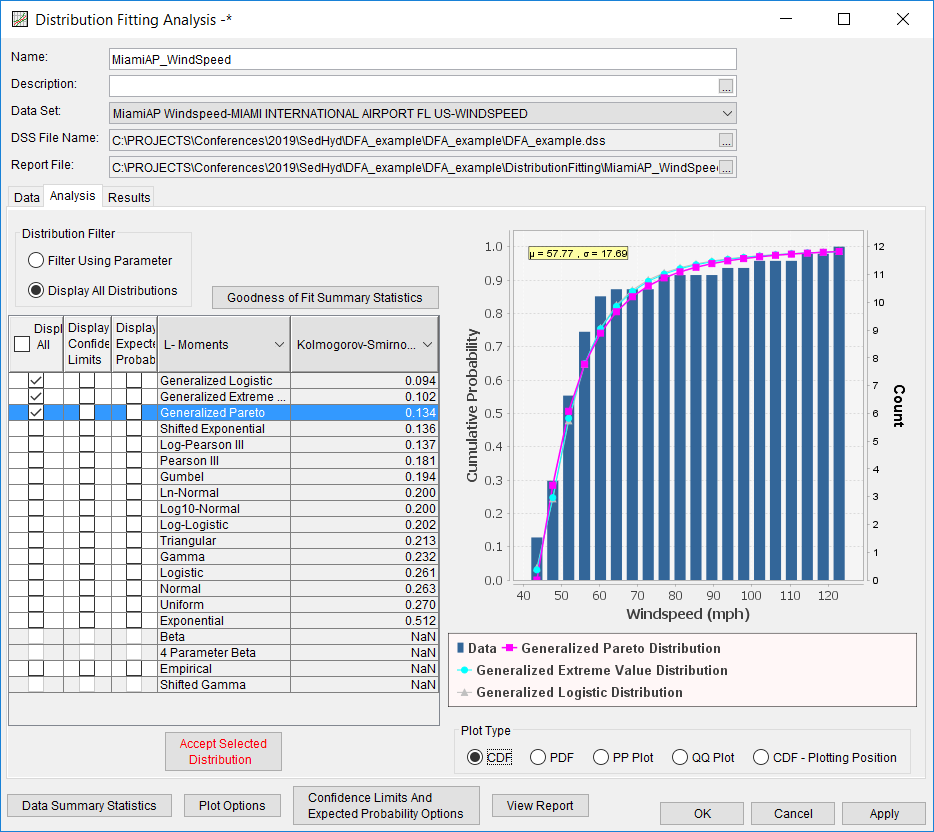 Distribution Fitting Analysis -*
Name:
MiamiAP_WindSpeed
Description:
...
Data Set:
MiamiAP Windspeed-MIAMI INTERNATIONAL AIRPORT FL US-WINDSPEED
DSS File Name:
C:\PROJECTS\Conferences\2019\SedHyd\DFA_example\DFA_example\DFA_example.dss
...
Report File:
C:\PROJECTS\Conferences\2019\SedHyd\DFA_example\DFA_example\DistributionFitting\MiamiAP_WindSpee
...
Data Analysis Results
Distribution Filter
Filter Using Parameter
Display All Distributions
Goodness of Fit Summary Statistics
Displ
All
Display
Confide
Limits
Display
Expecte
Probab
L- Moments
Kolmogorov-Smirno...
Generalized Logistic 0.094
Generalized Extreme ... 0.102
Generalized Pareto 0.134
Shifted Exponential 0.136
Log-Pearson III 0.137
Pearson III 0.181
Gumbel 0.194
Ln-Normal 0.200
Log10-Normal 0.200
Log-Logistic 0.202
Triangular 0.213
Gamma 0.232
Logistic 0.261
Normal 0.263
Uniform 0.270
Exponential 0.512
Beta NaN
4 Parameter Beta NaN
Empirical NaN
Shifted Gamma NaN
Accept Selected
Distribution
μ = 57.77 , σ = 17.69
Cumulative Probability
1.0
0.9
0.8
0.7
0.6
0.5
0.4
0.3
0.2
0.1
0.0
12
11
10
9
8
7
6
5
4
3
2
1
0
Count
40 50 60 70 80 90 100 110 120
Windspeed (mph)
Data Generalized Pareto Distribution
Generalized Extreme Value Distribution
Generalized Logistic Distribution
Plot Type
CDF PDF PP Plot QQ Plot CDF - Plotting Position
Data Summary Statistics
Plot Options
Confidence Limits And
Expected Probability Options
View Report
OK
Cancel
Apply